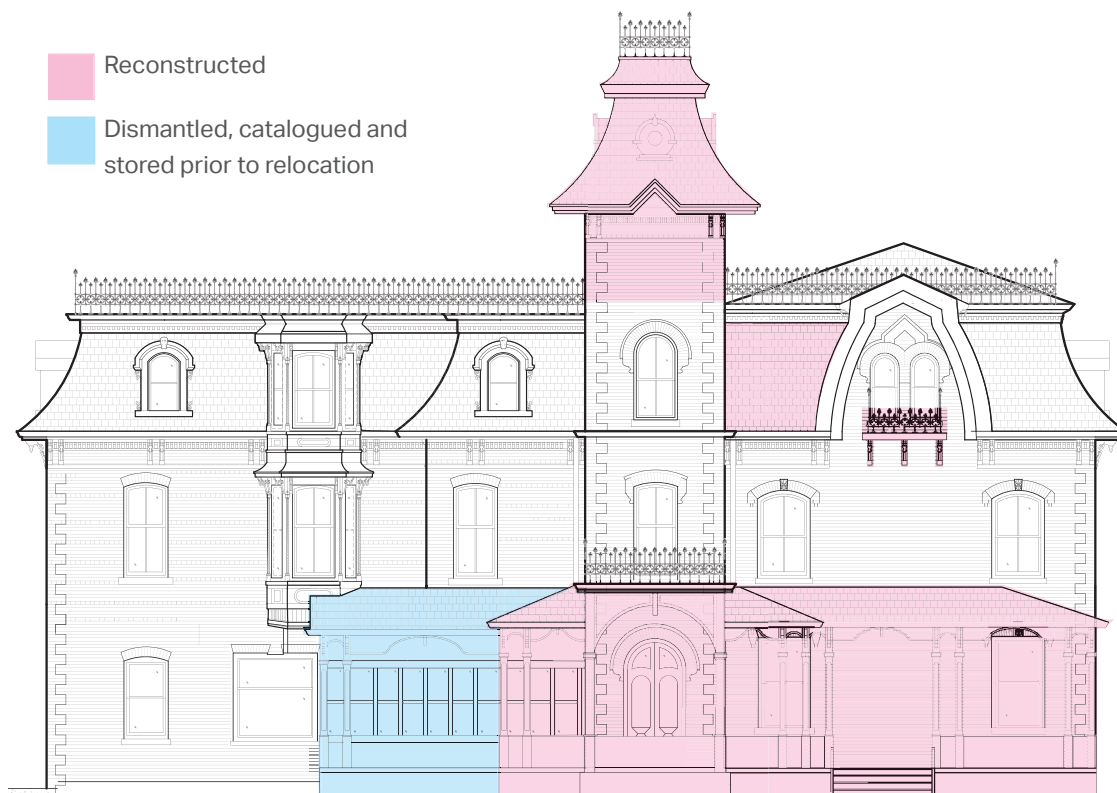 Reconstructed
Dismantled, catalogued and
stored prior to relocation